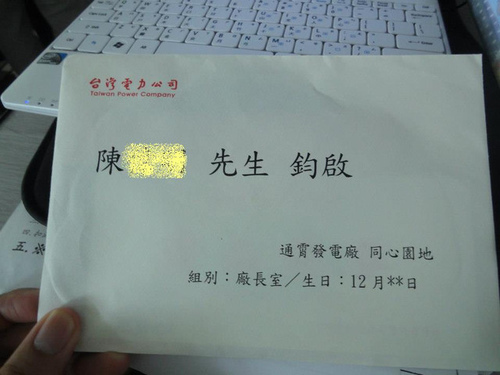 台灣電力公司
Taiwan Power Company
陳 先生 鈞啟
通霄發電廠 同心園地
組別：廠長室／生日：12月**日
五.